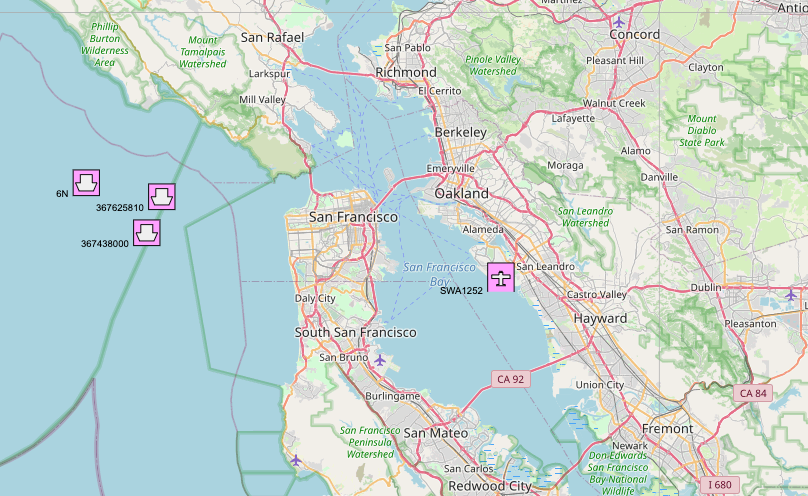 Martinez
Antio
Concord
Phillip
Burton
Wilderness
Area
Mount
Tamalpais
Watershed
San Rafael
San Pablo
Pinole Valley
Watershed
Pleasant Hill
Clayton
Larkspur
Richmond
El Cerrito
Walnut Creek
Mill Valley
Lafayette
Mount
Diablo
State Park
Berkeley
Alamo
Emeryville
Moraga
Danville
6N
367625810
Oakland
San Francisco
San Leandro
Watershed
Alameda
San Ramon
367438000
San Francisco
Bay
San Leandro
SWA1252
Castro Valley
Dublin
L
Daly City
Hayward
Pleasanton
South San Francisco
San Bruno
CA 92
Union City
CA 84
Burlingame
San Mateo
San Francisco
Peninsula
Watershed
Fremont
Newark
Don Edwards
San Francisco
Bay National
Wildlife
San Carlos
Redwood City
I 680